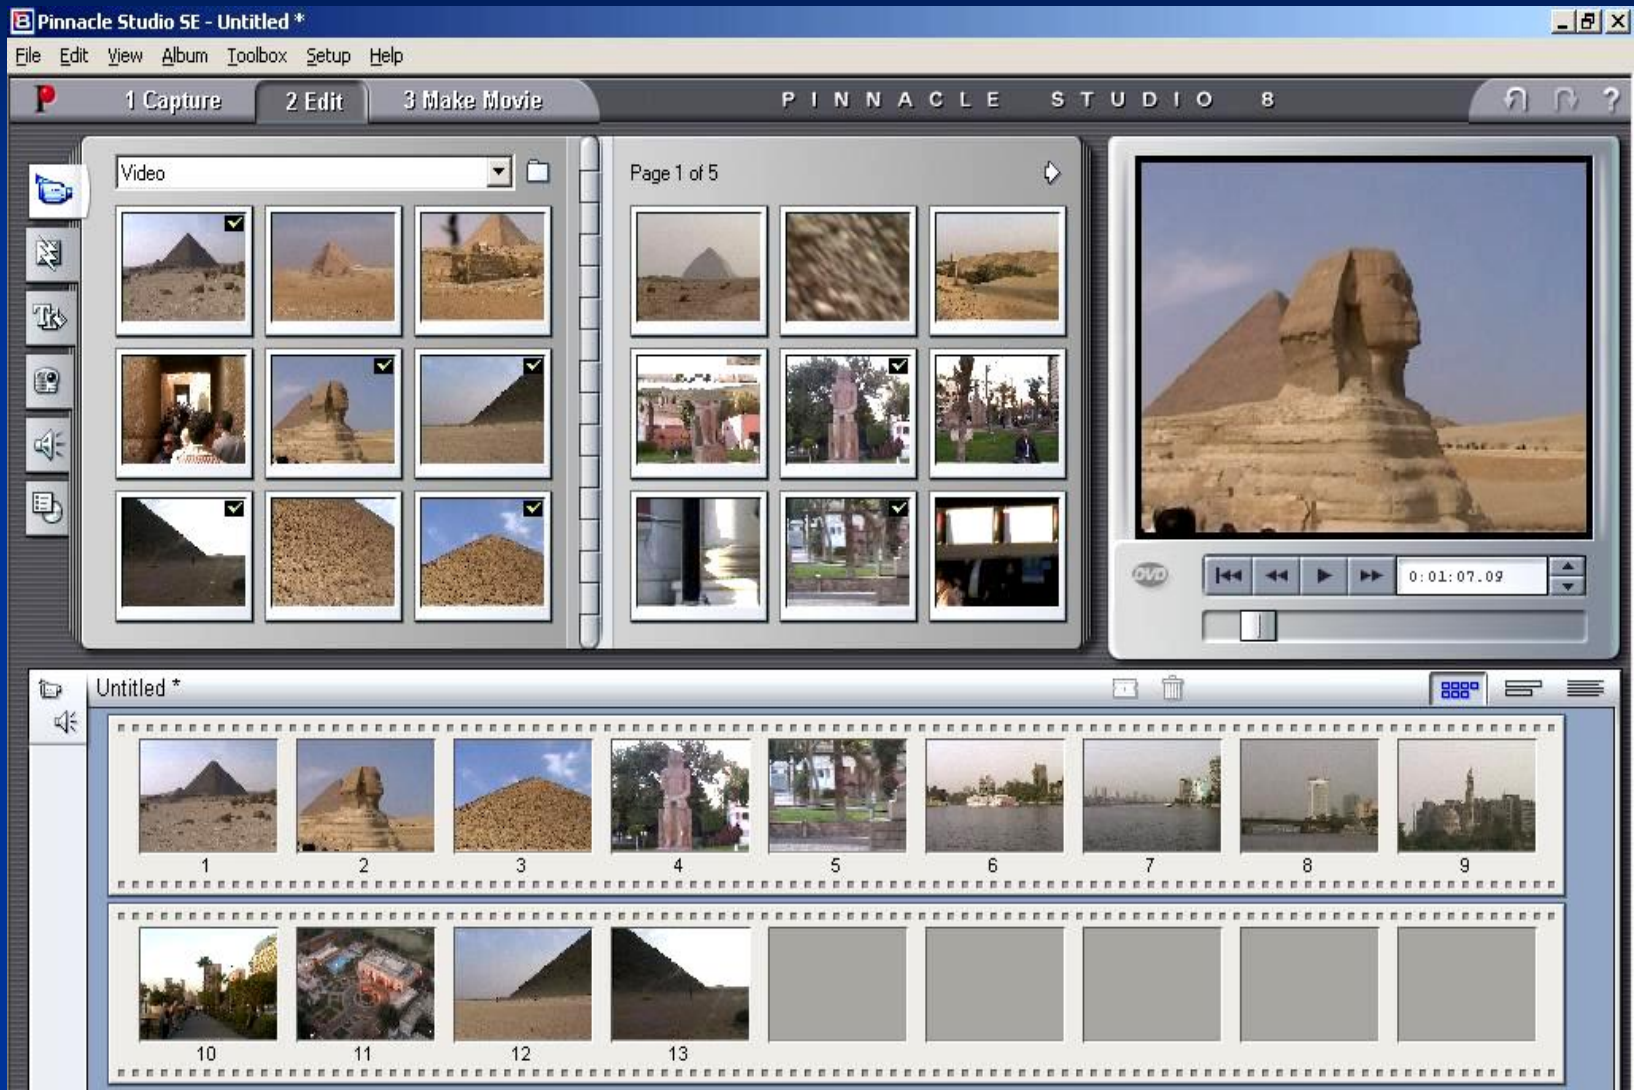 Pinnacle Studio SE - Untitled *
File Edit View Album Toolbox Setup Help
1 Capture 2 Edit 3 Make Movie PINNACLE STUDIO 8 ?
Video
Page 1 of 5
DVD
0:01:07.09
Untitled *
1 2 3 4 5 6 7 8 9
10 11 12 13